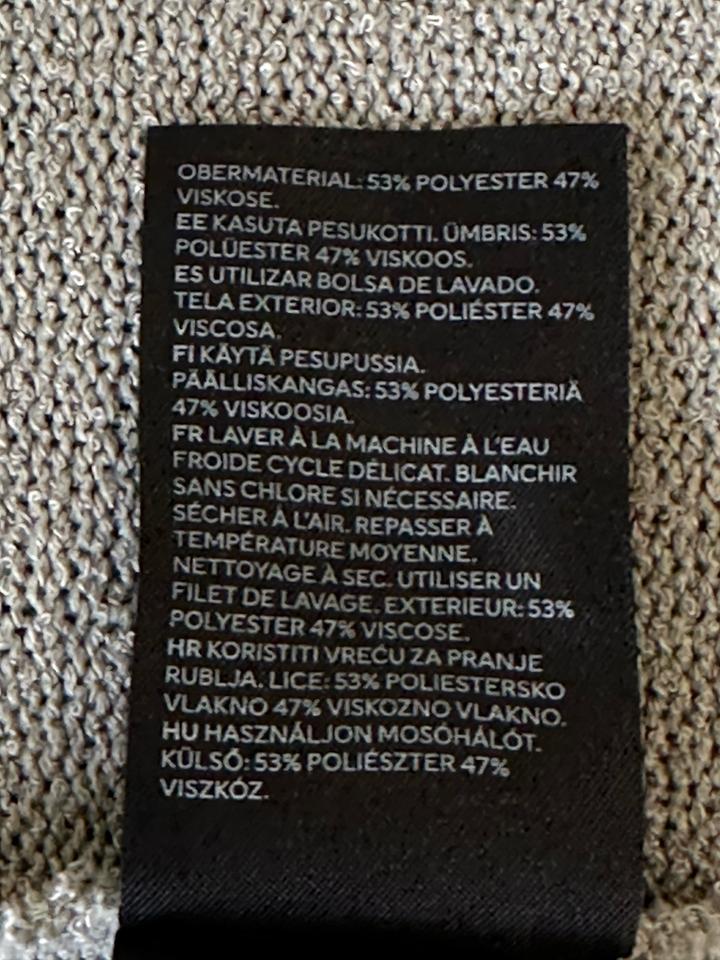 OBERMATERIAL: 53% POLYESTER 47%
VISKOSE.
EE KASUTA PESUKOTTI. ÜMBRIS: 53%
POLÜESTER 47% VISKOOS.
ES UTILIZAR BOLSA DE LAVADO.
TELA EXTERIOR: 53% POLIÉSTER 47%
VISCOSA.
FI KÄYTÄ PESUPUSSIA.
PÄÄLLISKANGAS: 53% POLYESTERIÄ
47% VISKOOSIA.
FR LAVER À LA MACHINE À L'EAU
FROIDE CYCLE DÉLICAT. BLANCHIR
SANS CHLORE SI NÉCESSAIRE.
SÉCHER À L'AIR. REPASSER À
TEMPÉRATURE MOYENNE.
NETTOYAGE À SEC. UTILISER UN
FILET DE LAVAGE. EXTERIEUR: 53%
POLYESTER 47% VISCOSE.
HR KORISTITI VREĆU ZA PRANJE
RUBLJA. LICE: 53% POLIESTERSKO
VLAKNO 47% VISKOZNO VLAKNO.
HU HASZNÁLJON MOSÓHÁLÓT.
KÜLSŐ: 53% POLIÉSZTER 47%
VISZKÓZ.